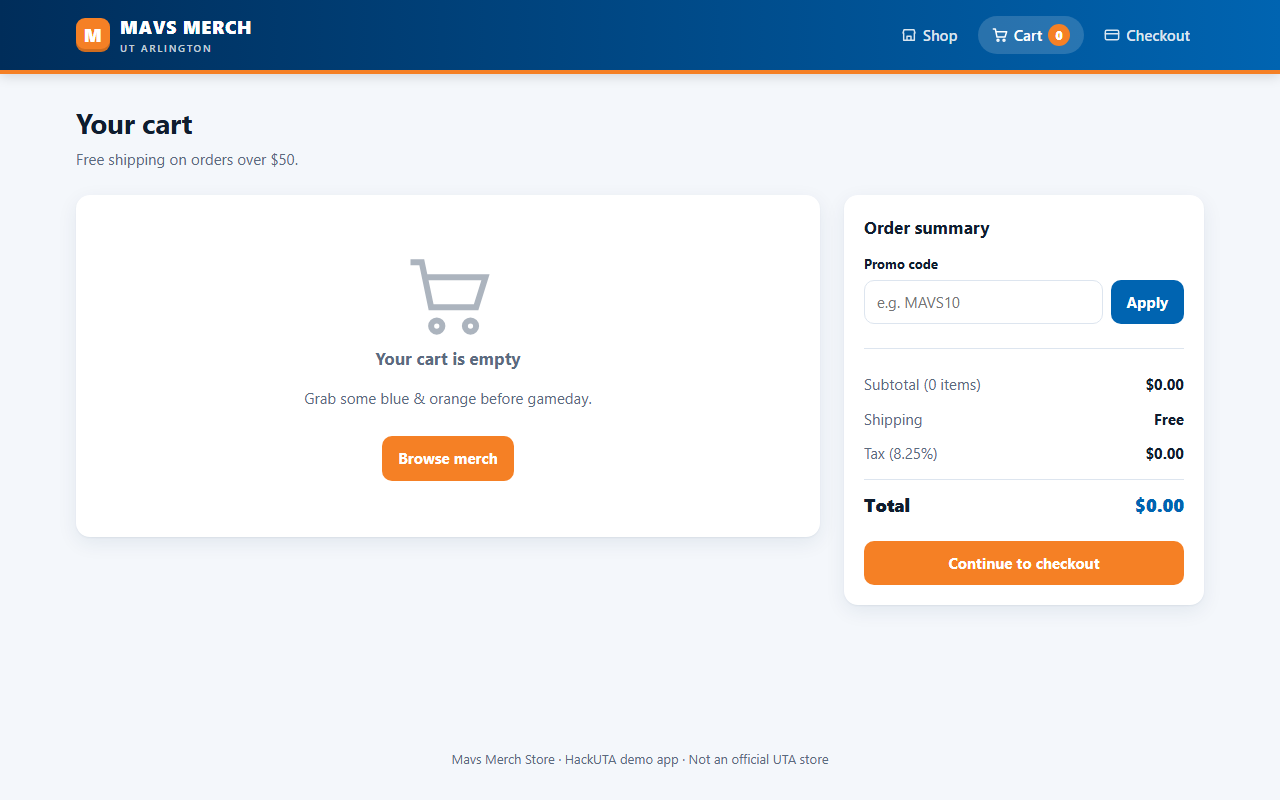 M
MAVS MERCH
UT ARLINGTON
Shop
Cart 0
Checkout
Your cart
Free shipping on orders over $50.
Your cart is empty
Grab some blue & orange before gameday.
Browse merch
Order summary
Promo code
e.g. MAVS10
Apply
Subtotal (0 items) $0.00
Shipping Free
Tax (8.25%) $0.00
Total $0.00
Continue to checkout
Mavs Merch Store · HackUTA demo app · Not an official UTA store